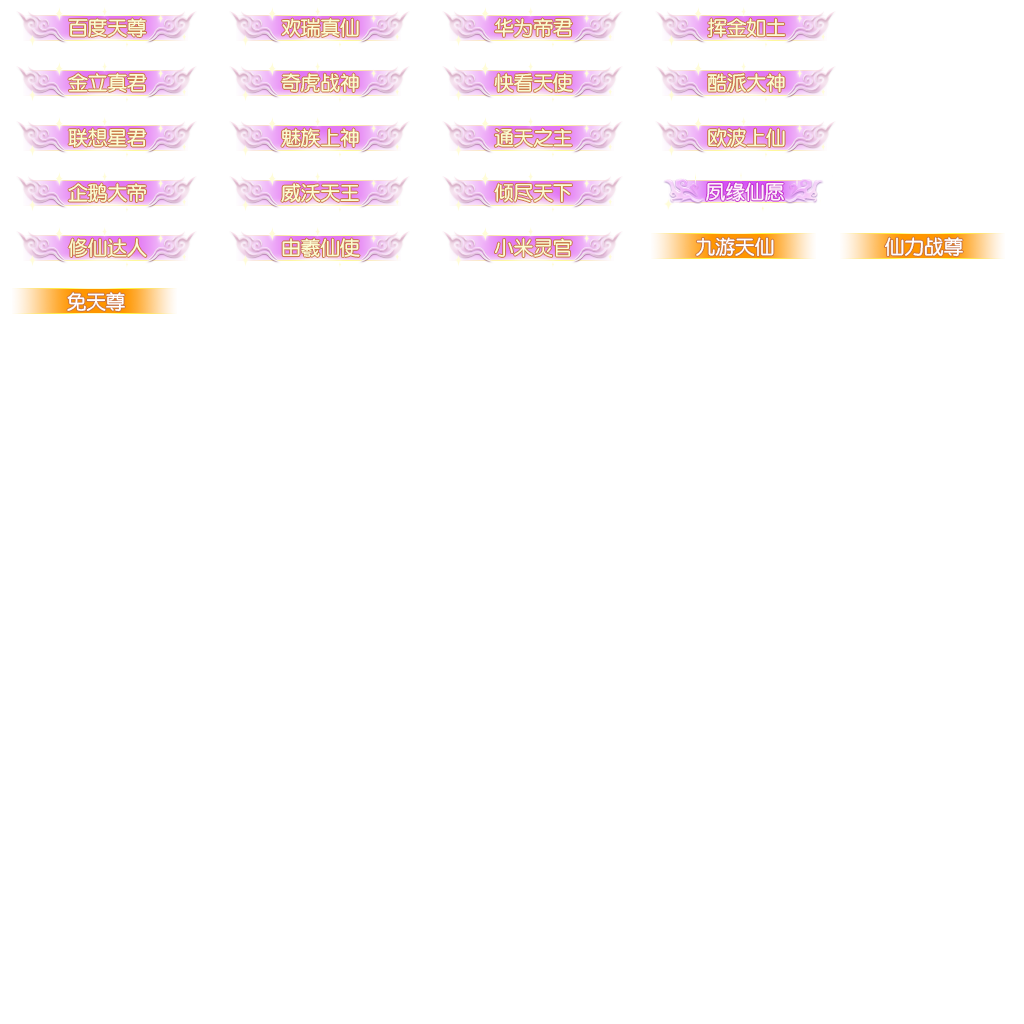 百度天尊 欢瑞真仙 华为帝君 挥金如土
金立真君 奇虎战神 快看天使 酷派大神
联想星君 魅族上神 通天之主 欧波上仙
企鹅大帝 威沃天王 倾尽天下 夙缘仙愿
修仙达人 由羲仙使 小米灵官 九游天仙 仙力战尊
免天尊